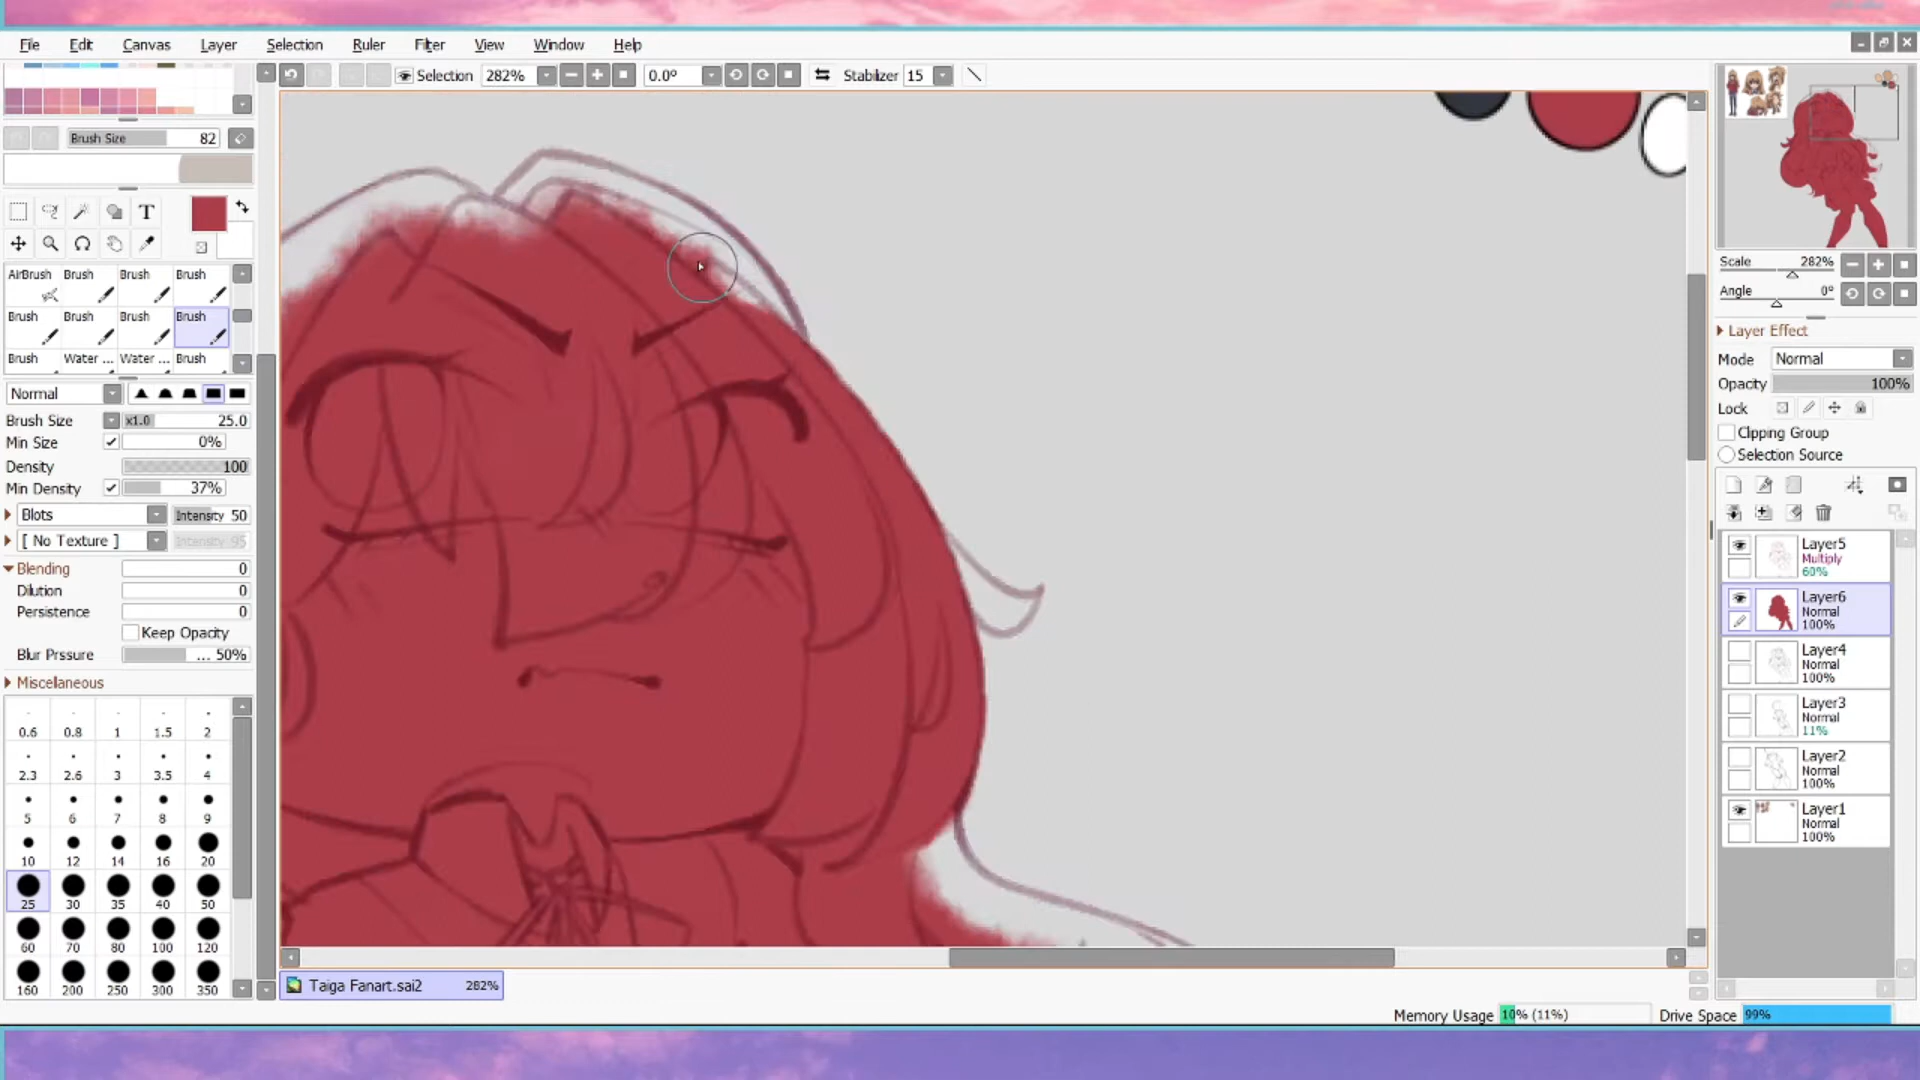 File Edit Canvas Layer Selection Ruler Filter View Window Help
Selection 282% 0.0º Stabilizer 15
Brush Size 82
T
AirBrush Brush Brush Brush
Brush Brush Brush Brush
Brush Water ... Water ... Brush
Normal
Brush Size x1.0 25.0
Min Size 0%
Density 100
Min Density 37%
Blots Intensity 50
[ No Texture ] Intensity 95
Blending 0
Dilution 0
Persistence 0
Keep Opacity
Blur Prssure ... 50%
Miscellaneous
0.6 0.8 1 1.5 2
2.3 2.6 3 3.5 4
5 6 7 8 9
10 12 14 16 20
25 30 35 40 50
60 70 80 100 120
160 200 250 300 350
Taiga Fanart.sai2 282%
Memory Usage 10% (11%) Drive Space 99%
Scale 282%
Angle 0º
Layer Effect
Mode Normal
Opacity 100%
Lock
Clipping Group
Selection Source
Layer5
Multiply
60%
Layer6
Normal
100%
Layer4
Normal
100%
Layer3
Normal
11%
Layer2
Normal
100%
Layer1
Normal
100%